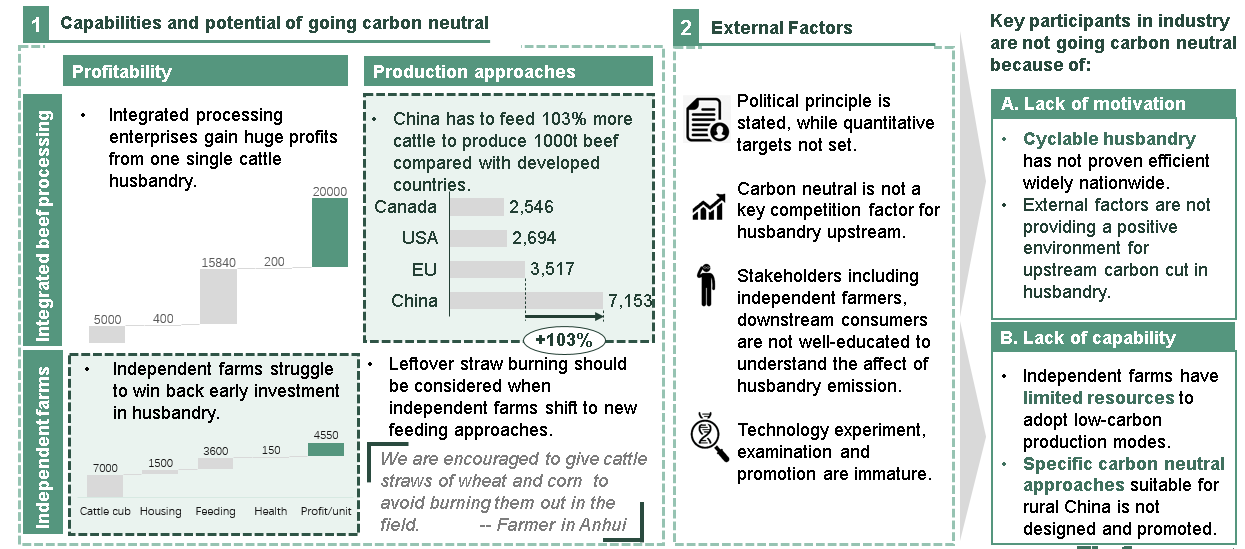 1 Capabilities and potential of going carbon neutral
Profitability
Production approaches
Integrated beef processing
• Integrated processing
enterprises gain huge profits
from one single cattle
husbandry.
5000
400
15840
200
20000
• China has to feed 103% more
cattle to produce 1000t beef
compared with developed
countries.
Canada 2,546
USA 2,694
EU 3,517
China 7,153
+103%
Independent farms
• Independent farms struggle
to win back early investment
in husbandry.
7000
1500
3600
150
4550
Cattle cub Housing Feeding Health Profit/unit
• Leftover straw burning should
be considered when
independent farms shift to new
feeding approaches.
We are encouraged to give cattle
straws of wheat and corn to
avoid burning them out in the
field. -- Farmer in Anhui
2 External Factors
Political principle is
stated, while quantitative
targets not set.
Carbon neutral is not a
key competition factor for
husbandry upstream.
Stakeholders including
independent farmers,
downstream consumers
are not well-educated to
understand the affect of
husbandry emission.
Technology experiment,
examination and
promotion are immature.
Key participants in industry
are not going carbon neutral
because of:
A. Lack of motivation
• Cyclable husbandry
has not proven efficient
widely nationwide.
• External factors are not
providing a positive
environment for
upstream carbon cut in
husbandry.
B. Lack of capability
• Independent farms have
limited resources to
adopt low-carbon
production modes.
• Specific carbon neutral
approaches suitable for
rural China is not
designed and promoted.